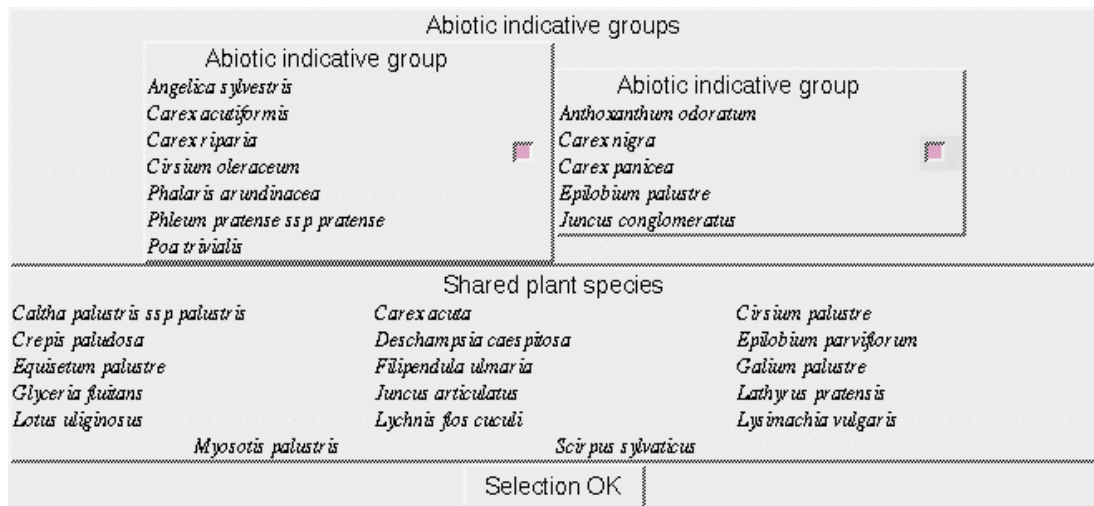 Abiotic indicative groups
Abiotic indicative group
Angelica sylvestris
Carex acutiformis
Carex riparia
Cirsium oleraceum
Phalaris arundinacea
Phleum pratense ssp pratense
Poa trivialis
Abiotic indicative group
Anthoxanthum odoratum
Carex nigra
Carex panicea
Epilobium palustre
Juncus conglomeratus
Shared plant species
Caltha palustris ssp palustris Carex acuta Cirsium palustre
Crepis paludosa Deschampsia caespitosa Epilobium parviflorum
Equisetum palustre Filipendula ulmaria Galium palustre
Glyceria fluitans Juncus articulatus Lathyrus pratensis
Lotus uliginosus Lychnis flos cuculi Lysimachia vulgaris
Myosotis palustris Scirpus sylvaticus
Selection OK